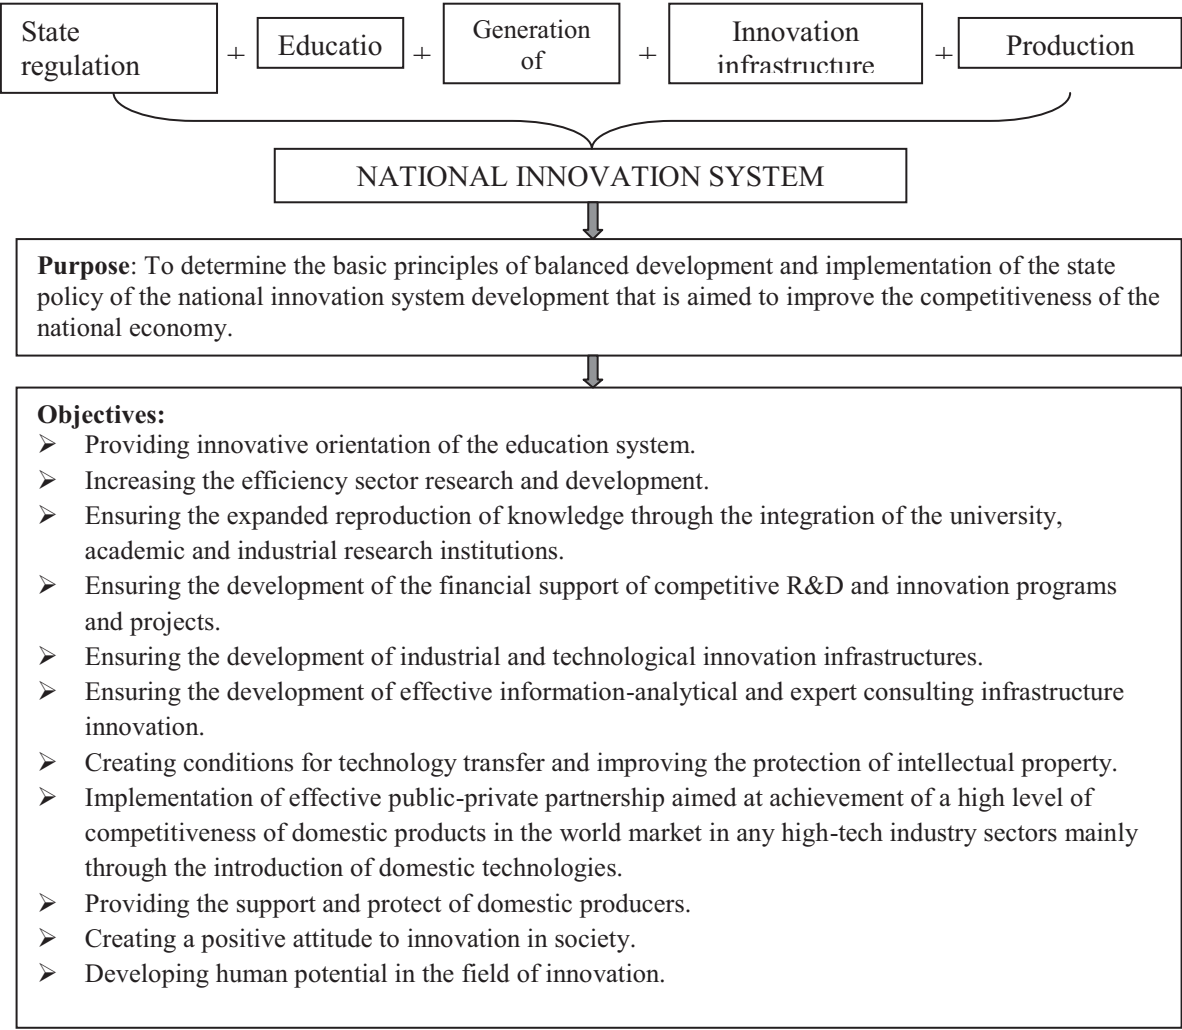 State
regulation
+
Educatio
+
Generation
of
+
Innovation
infrastructure
+
Production
NATIONAL INNOVATION SYSTEM
Purpose: To determine the basic principles of balanced development and implementation of the state
policy of the national innovation system development that is aimed to improve the competitiveness of the
national economy.
Objectives:
➢ Providing innovative orientation of the education system.
➢ Increasing the efficiency sector research and development.
➢ Ensuring the expanded reproduction of knowledge through the integration of the university,
academic and industrial research institutions.
➢ Ensuring the development of the financial support of competitive R&D and innovation programs
and projects.
➢ Ensuring the development of industrial and technological innovation infrastructures.
➢ Ensuring the development of effective information-analytical and expert consulting infrastructure
innovation.
➢ Creating conditions for technology transfer and improving the protection of intellectual property.
➢ Implementation of effective public-private partnership aimed at achievement of a high level of
competitiveness of domestic products in the world market in any high-tech industry sectors mainly
through the introduction of domestic technologies.
➢ Providing the support and protect of domestic producers.
➢ Creating a positive attitude to innovation in society.
➢ Developing human potential in the field of innovation.